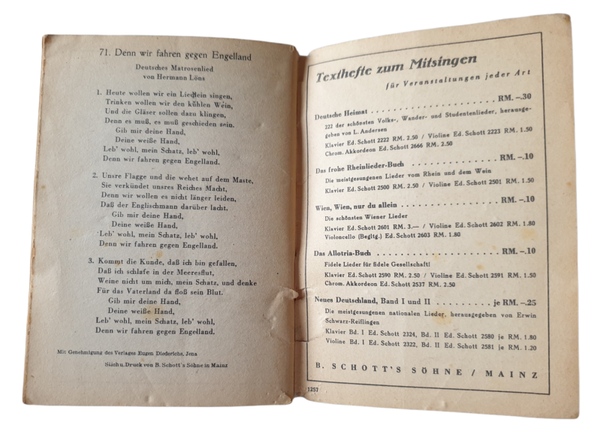 71. Denn wir fahren gegen Engelland
Deutsches Matrosenlied
von Hermann Löns
1. Heute wollen wir ein Liedlein singen,
Trinken wollen wir den kühlen Wein,
Und die Gläser sollen dazu klingen,
Denn es muß, es muß geschieden sein.
Gib mir deine Hand,
Deine weiße Hand,
Leb' wohl, mein Schatz, leb' wohl,
Denn wir fahren gegen Engelland.
2. Unsre Flagge und die wehet auf dem Maste,
Sie verkündet unsres Reiches Macht,
Denn wir wollen es nicht länger leiden,
Daß der Englischmann darüber lacht.
Gib mir deine Hand,
Deine weiße Hand,
Leb' wohl, mein Schatz, leb' wohl,
Denn wir fahren gegen Engelland.
3. Kommt die Kunde, daß ich bin gefallen,
Daß ich schlafe in der Meeresflut,
Weine nicht um mich, mein Schatz, und denke
Für das Vaterland da floß sein Blut.
Gib mir deine Hand,
Deine weiße Hand,
Leb' wohl, mein Schatz, leb' wohl,
Denn wir fahren gegen Engelland.
Mit Genehmigung des Verlages Eugen Diederichs, Jena
Stich u. Druck von B. Schott's Söhne in Mainz
Texthefte zum Mitsingen
für Veranstaltungen jeder Art
Deutsche Heimat . . . . . . . . . . . . . . . . RM. –.30
222 der schönsten Volks-, Wander- und Studentenlieder, herausge-
geben von L. Andersen
Klavier Ed. Schott 2222 RM. 2.50 / Violine Ed. Schott 2223 RM. 1.50
Chrom. Akkordeon Ed. Schott 2666 RM. 2.50
Das frohe Rheinlieder-Buch . . . . . . . . . . RM. –.10
Die meistgesungenen Lieder vom Rhein und dem Wein
Klavier Ed. Schott 2500 RM. 2.50 / Violine Ed. Schott 2501 RM. 1.50
Wien, Wien, nur du allein . . . . . . . . . . . RM. –.10
Die schönsten Wiener Lieder
Klavier Ed. Schott 2601 RM. 3.— / Violine Ed. Schott 2602 RM. 1.80
Violoncello (Begltg.) Ed. Schott 2603 RM. 1.80
Das Allotria-Buch . . . . . . . . . . . . . . . RM. –.10
Fidele Lieder für fidele Gesellschaft!
Klavier Ed. Schott 2590 RM. 2.50 / Violine Ed. Schott 2591 RM. 1.50
Chrom. Akkordeon Ed. Schott 2537 RM. 2.50
Neues Deutschland, Band I und II . . . . . . . . je RM. –.25
Die meistgesungenen nationalen Lieder, herausgegeben von Erwin
Schwarz-Reiflingen
Klavier Bd. I Ed. Schott 2324, Bd. II Ed. Schott 2580 je RM. 1.80
Violine Bd. I Ed. Schott 2322, Bd. II Ed. Schott 2581 je RM. 1.20
B. SCHOTT'S SÖHNE / MAINZ
1257